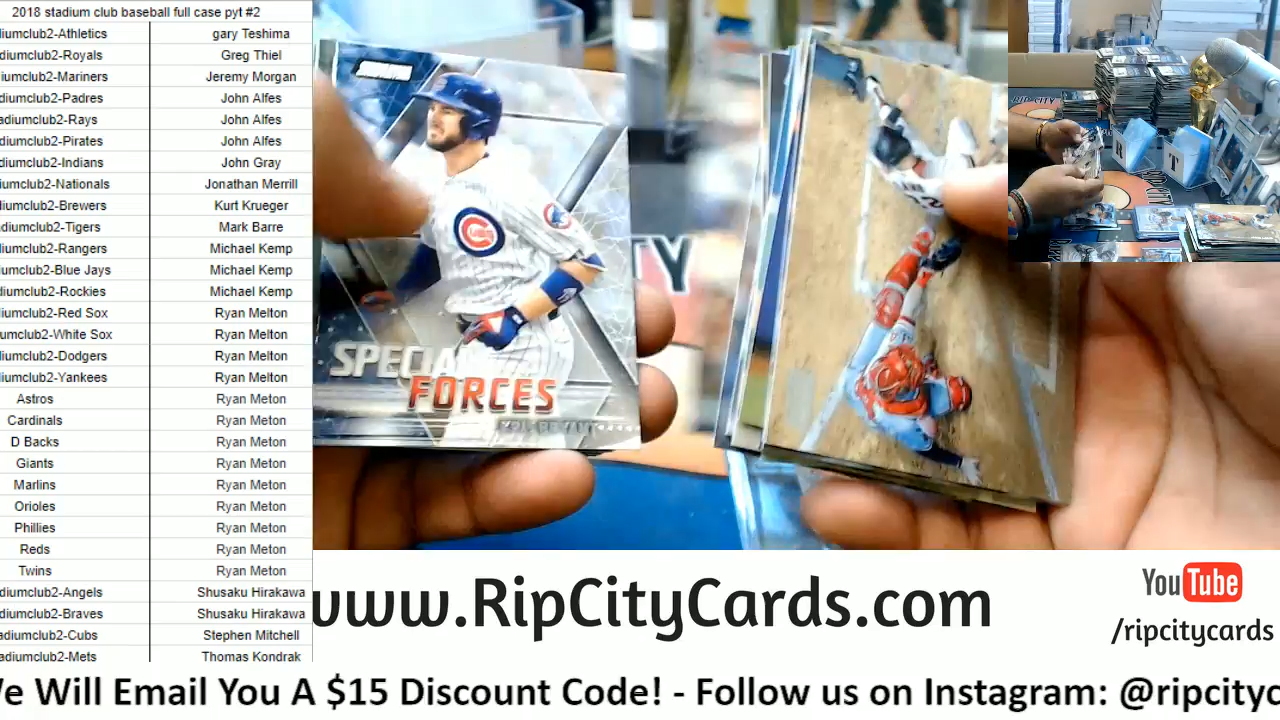 2018 stadium club baseball full case pyt #2
diumclub2-Athletics gary Teshima
diumclub2-Royals Greg Thiel
iumclub2-Mariners Jeremy Morgan
diumclub2-Padres John Alfes
adiumclub2-Rays John Alfes
diumclub2-Pirates John Alfes
diumclub2-Indians John Gray
iumclub2-Nationals Jonathan Merrill
iumclub2-Brewers Kurt Krueger
diumclub2-Tigers Mark Barre
iumclub2-Rangers Michael Kemp
diumclub2-Blue Jays Michael Kemp
diumclub2-Rockies Michael Kemp
diumclub2-Red Sox Ryan Melton
umclub2-White Sox Ryan Melton
iumclub2-Dodgers Ryan Melton
diumclub2-Yankees Ryan Melton
Astros Ryan Meton
Cardinals Ryan Meton
D Backs Ryan Meton
Giants Ryan Meton
Marlins Ryan Meton
Orioles Ryan Meton
Phillies Ryan Meton
Reds Ryan Meton
Twins Ryan Meton
diumclub2-Angels Shusaku Hirakawa
diumclub2-Braves Shusaku Hirakawa
adiumclub2-Cubs Stephen Mitchell
adiumclub2-Mets Thomas Kondrak
SPECIAL
FORCES
TY
RIP CITY
R T
www.RipCityCards.com
YouTube
/ripcitycards
We Will Email You A $15 Discount Code! - Follow us on Instagram: @ripcityc